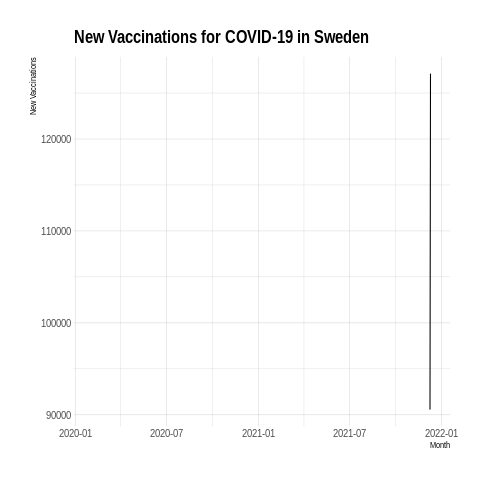 New Vaccinations for COVID-19 in Sweden
New Vaccinations
120000
110000
100000
90000
2020-01 2020-07 2021-01 2021-07 2022-01
Month